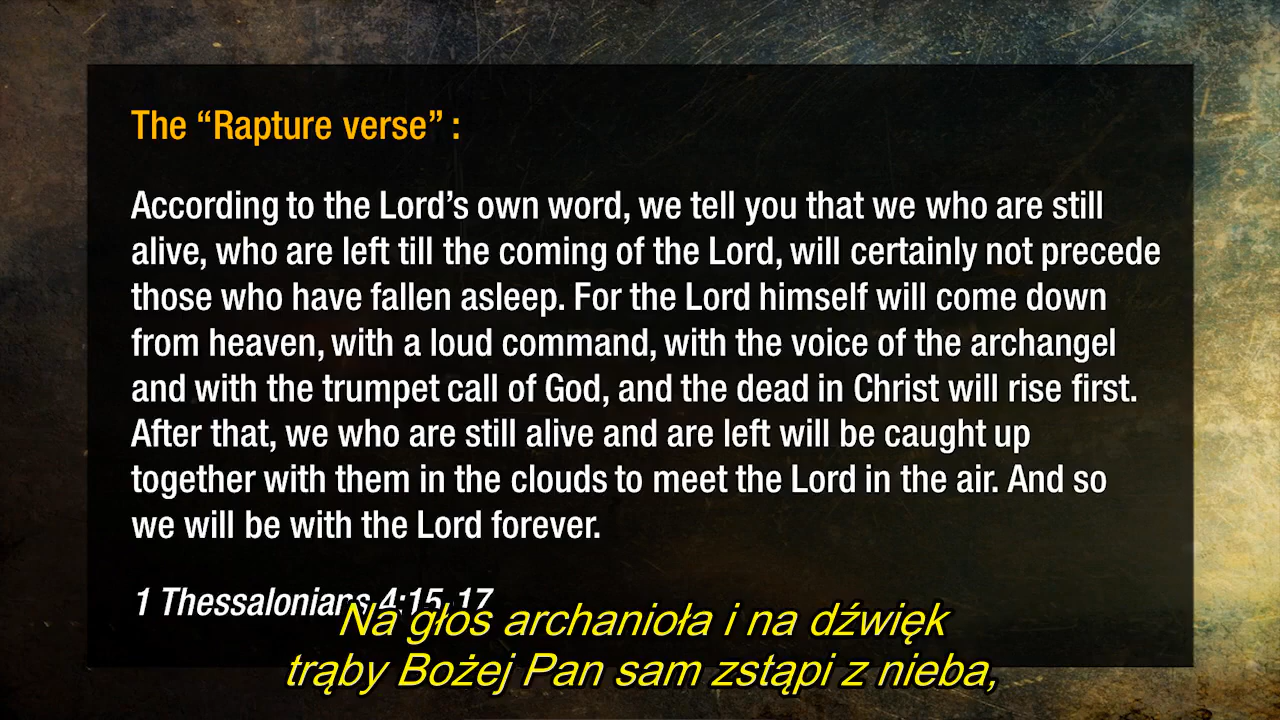 The “Rapture verse” :
According to the Lord’s own word, we tell you that we who are still
alive, who are left till the coming of the Lord, will certainly not precede
those who have fallen asleep. For the Lord himself will come down
from heaven, with a loud command, with the voice of the archangel
and with the trumpet call of God, and the dead in Christ will rise first.
After that, we who are still alive and are left will be caught up
together with them in the clouds to meet the Lord in the air. And so
we will be with the Lord forever.
1 Thessalonians 4:15-17
Na głos archanioła i na dźwięk
trąby Bożej Pan sam zstąpi z nieba,